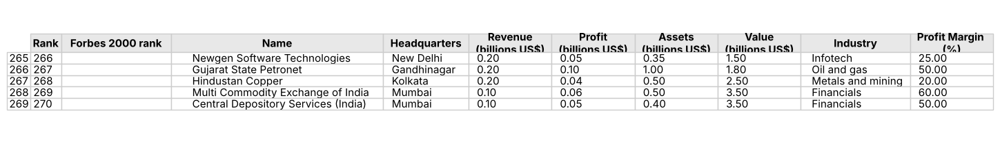 Rank Forbes 2000 rank Name Headquarters Revenue (billions US$) Profit (billions US$) Assets (billions US$) Value (billions US$) Industry Profit Margin (%)
265 266 Newgen Software Technologies New Delhi 0.20 0.05 0.35 1.50 Infotech 25.00
266 267 Gujarat State Petronet Gandhinagar 0.20 0.10 1.00 1.80 Oil and gas 50.00
267 268 Hindustan Copper Kolkata 0.20 0.04 0.50 2.50 Metals and mining 20.00
268 269 Multi Commodity Exchange of India Mumbai 0.10 0.06 0.50 3.50 Financials 60.00
269 270 Central Depository Services (India) Mumbai 0.10 0.05 0.40 3.50 Financials 50.00